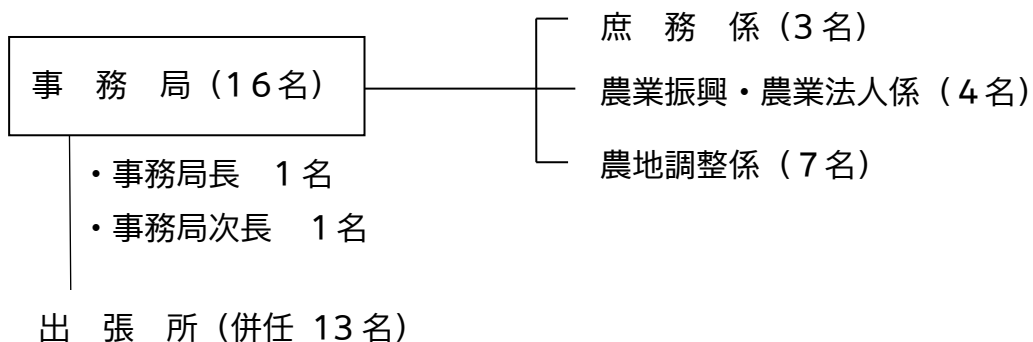 庶　務　係（３名）
事　務　局（１６名）
農業振興・農業法人係（４名）
農地調整係（７名）
・事務局長　１名
・事務局次長　１名
出　張　所（併任 13名）